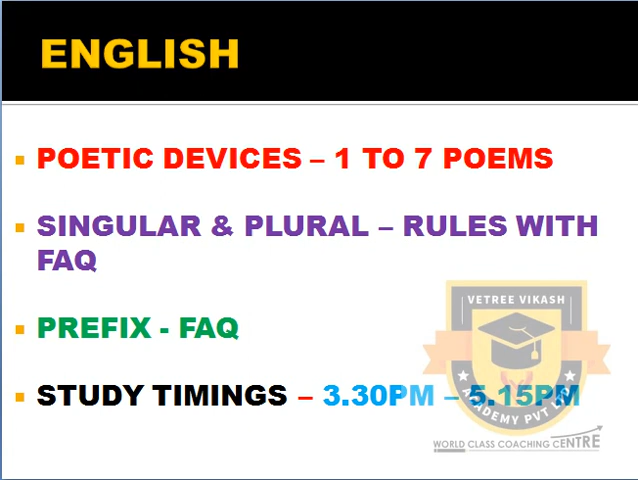 ENGLISH
POETIC DEVICES – 1 TO 7 POEMS
SINGULAR & PLURAL – RULES WITH
FAQ
PREFIX - FAQ
STUDY TIMINGS – 3.30PM – 5.15PM
VETREE VIKASH
ACADEMY PVT LTD
WORLD CLASS COACHING CENTRE